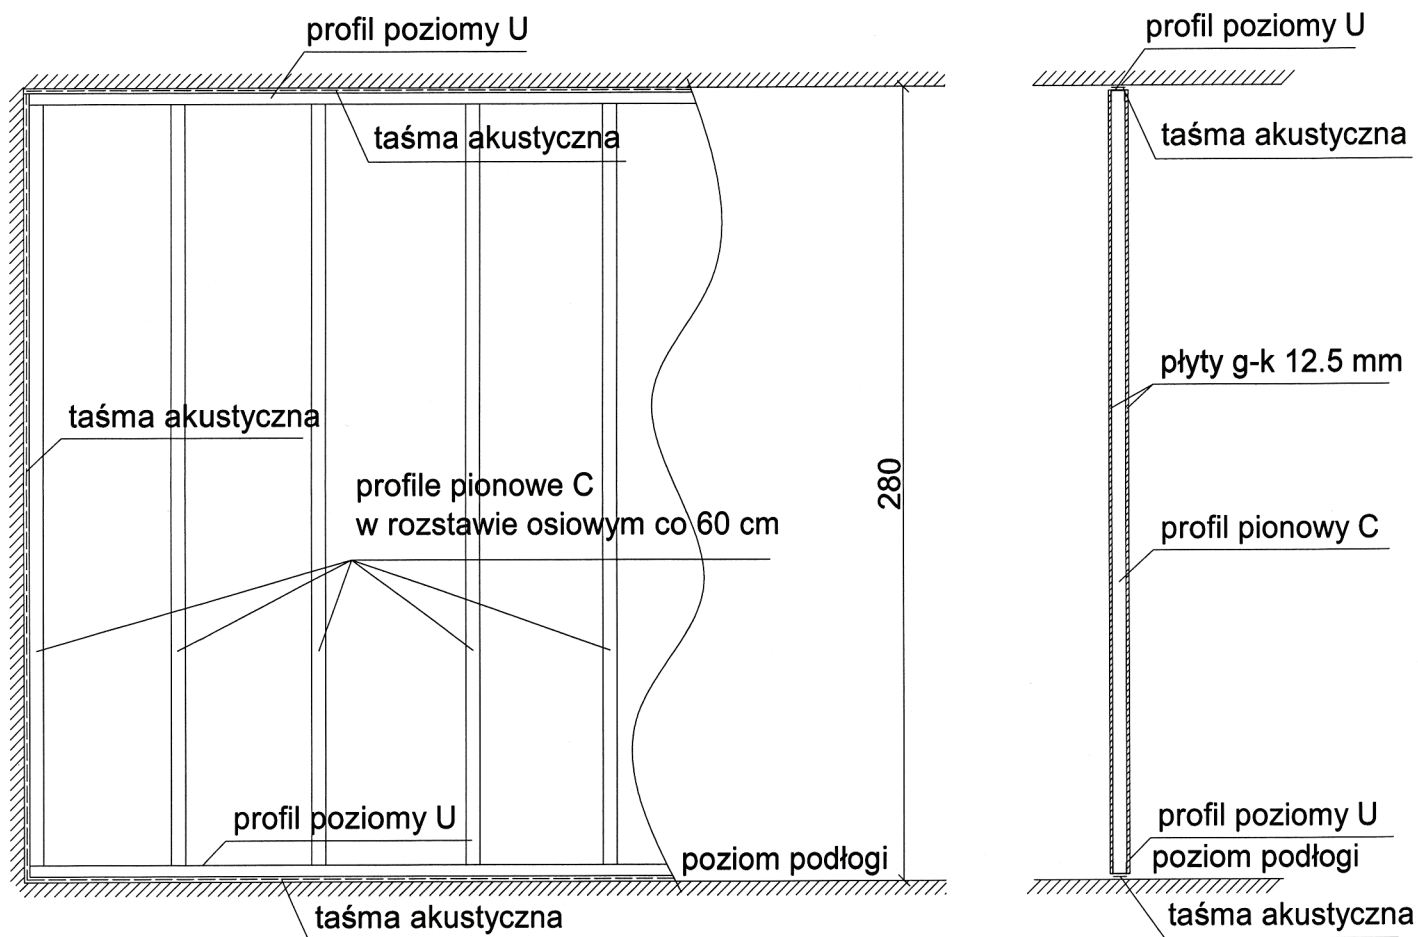 profil poziomy U
taśma akustyczna
taśma akustyczna
profile pionowe C
w rozstawie osiowym co 60 cm
280
profil poziomy U
poziom podłogi
taśma akustyczna
profil poziomy U
taśma akustyczna
płyty g-k 12.5 mm
profil pionowy C
profil poziomy U
poziom podłogi
taśma akustyczna